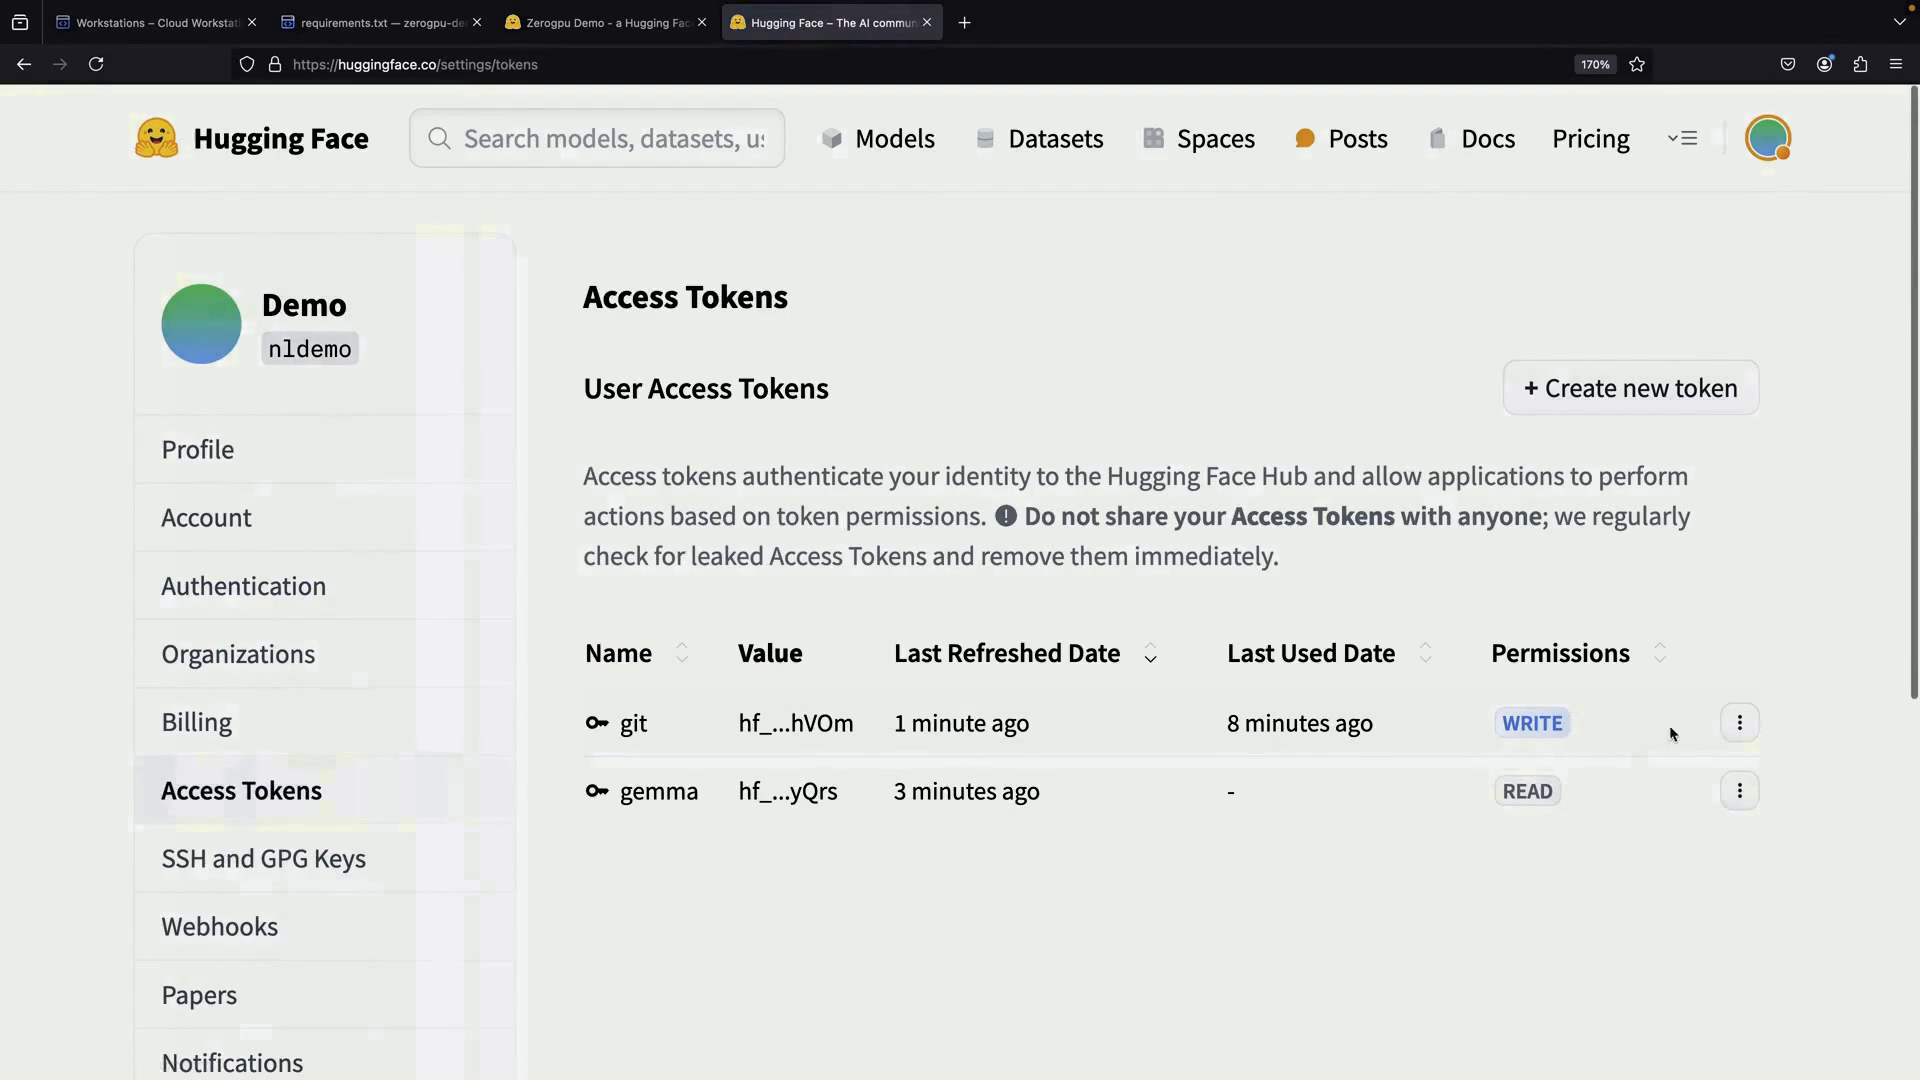 Workstations – Cloud Workstat
requirements.txt — zerogpu-de
Zerogpu Demo - a Hugging Fac
Hugging Face – The AI commun
https://huggingface.co/settings/tokens
170%
Hugging Face
Search models, datasets, us
Models
Datasets
Spaces
Posts
Docs
Pricing
Demo
nldemo
Profile
Account
Authentication
Organizations
Billing
Access Tokens
SSH and GPG Keys
Webhooks
Papers
Notifications
Access Tokens
User Access Tokens
+ Create new token
Access tokens authenticate your identity to the Hugging Face Hub and allow applications to perform
actions based on token permissions. Do not share your Access Tokens with anyone; we regularly
check for leaked Access Tokens and remove them immediately.
Name Value Last Refreshed Date Last Used Date Permissions
git hf_...hVOm 1 minute ago 8 minutes ago WRITE
gemma hf_...yQrs 3 minutes ago - READ